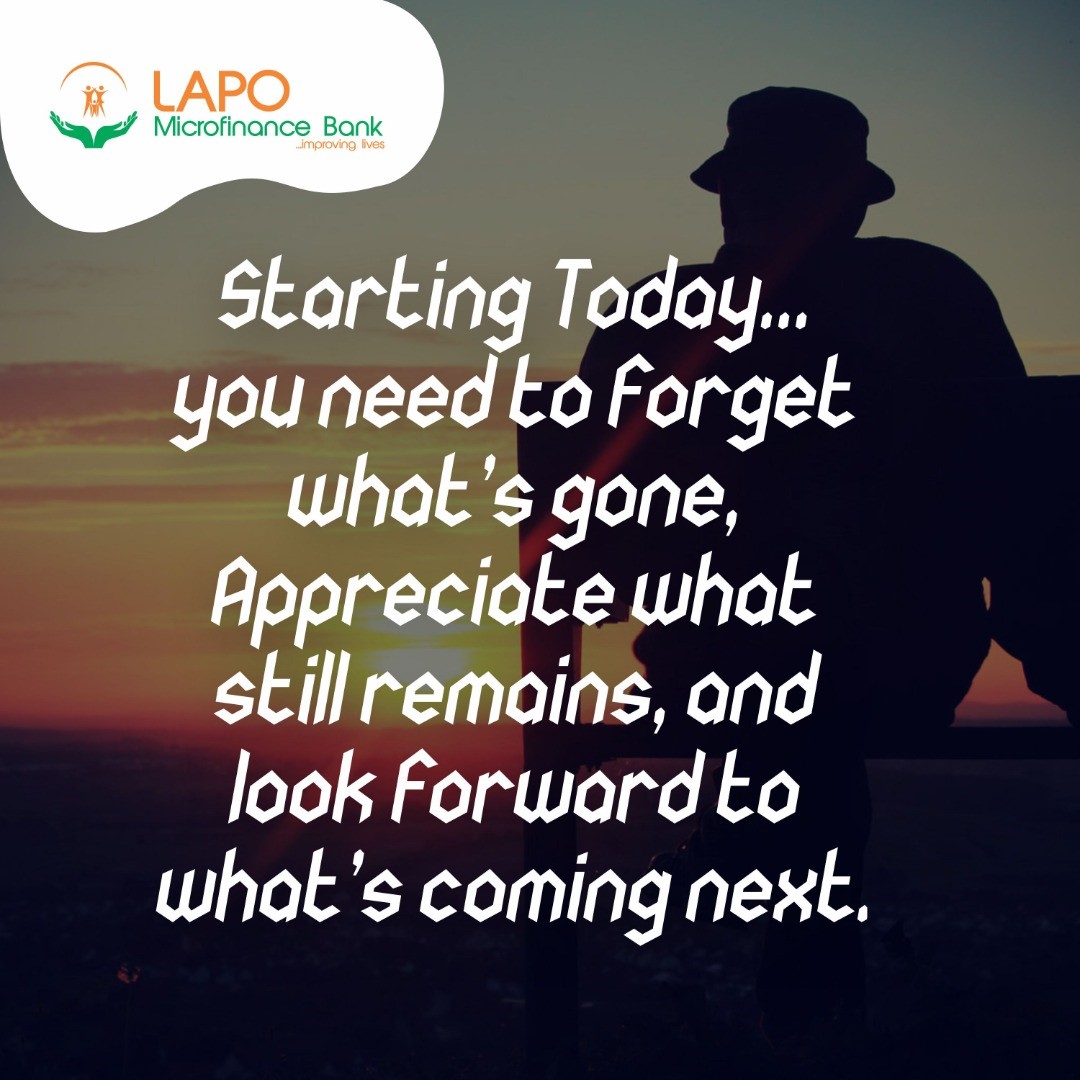 LAPO
Microfinance Bank
...improving lives
Starting Today...
you need to forget
what's gone,
Appreciate what
still remains, and
look forward to
what's coming next.